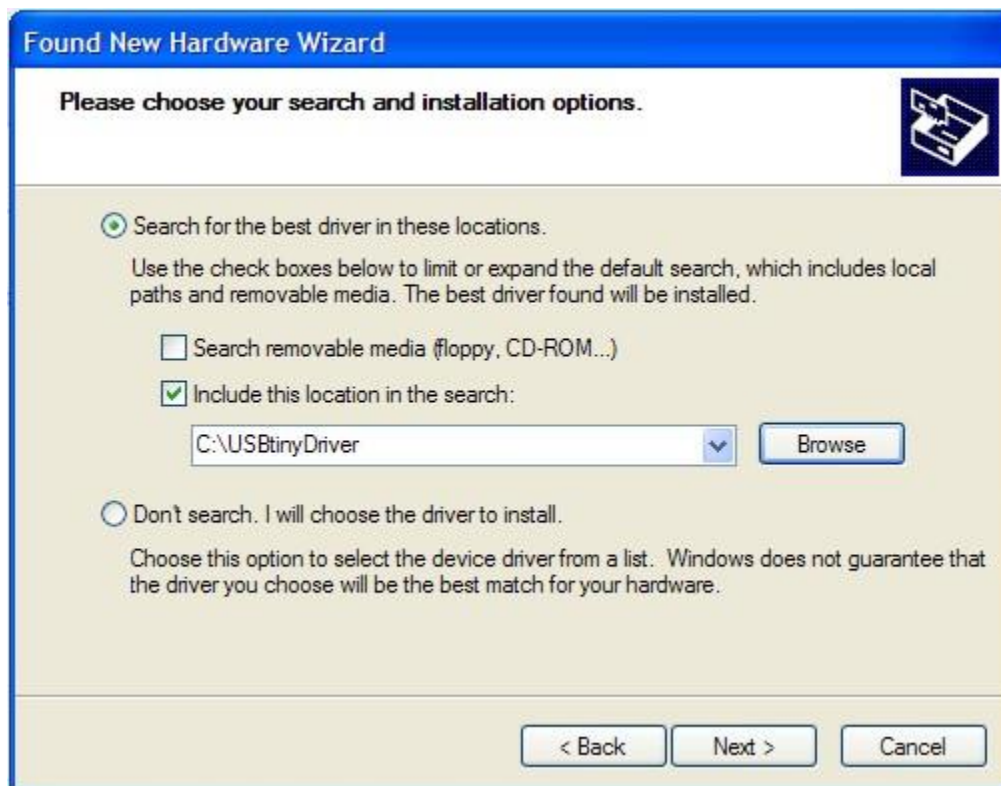 Found New Hardware Wizard
Please choose your search and installation options.
Search for the best driver in these locations.
Use the check boxes below to limit or expand the default search, which includes local
paths and removable media. The best driver found will be installed.
Search removable media (floppy, CD-ROM...)
Include this location in the search:
C:\USBtinyDriver
Browse
Don't search. I will choose the driver to install.
Choose this option to select the device driver from a list.  Windows does not guarantee that
the driver you choose will be the best match for your hardware.
< Back
Next >
Cancel